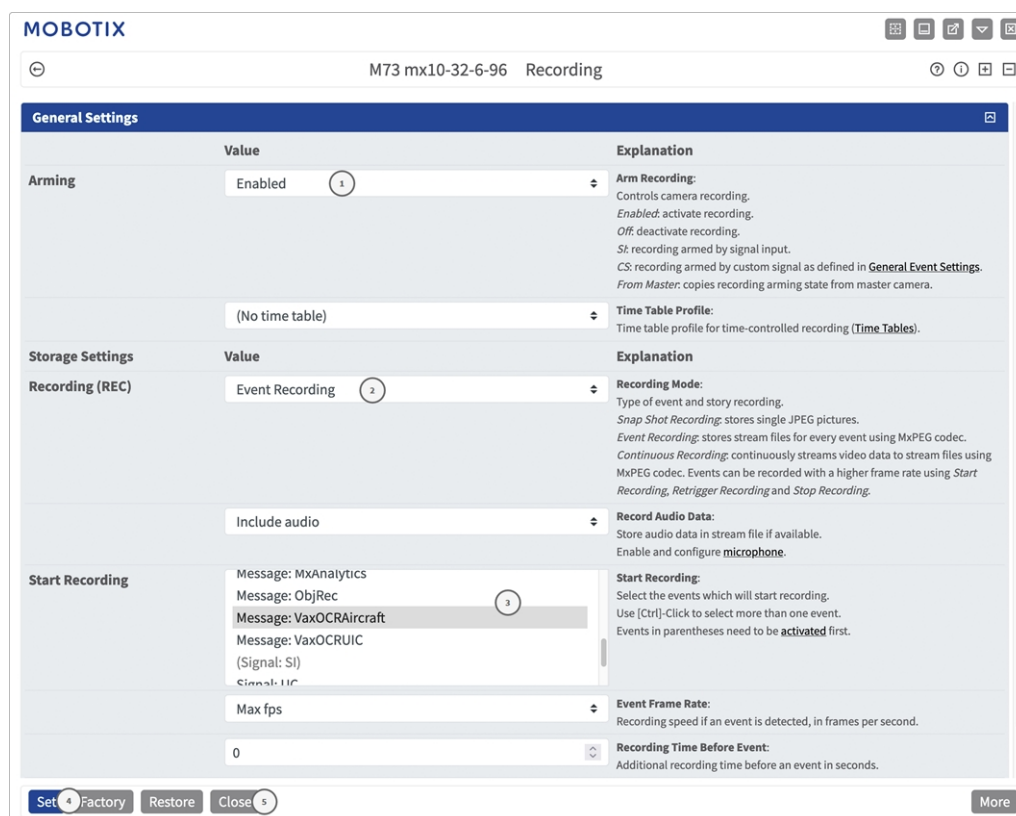 MOBOTIX
M73 mx10-32-6-96 Recording
General Settings
Value Explanation
Arming Enabled 1 Arm Recording:
Controls camera recording.
Enabled: activate recording.
Off: deactivate recording.
SI: recording armed by signal input.
CS: recording armed by custom signal as defined in General Event Settings.
From Master: copies recording arming state from master camera.
(No time table) Time Table Profile:
Time table profile for time-controlled recording (Time Tables).
Storage Settings Value Explanation
Recording (REC) Event Recording 2 Recording Mode:
Type of event and story recording.
Snap Shot Recording: stores single JPEG pictures.
Event Recording: stores stream files for every event using MxPEG codec.
Continuous Recording: continuously streams video data to stream files using
MxPEG codec. Events can be recorded with a higher frame rate using Start
Recording, Retrigger Recording and Stop Recording.
Include audio Record Audio Data:
Store audio data in stream file if available.
Enable and configure microphone.
Start Recording Message: MxAnalytics Start Recording:
Message: ObjRec Select the events which will start recording.
3 Use [Ctrl]-Click to select more than one event.
Message: VaxOCRAircraft Events in parentheses need to be activated first.
Message: VaxOCRUIC
(Signal: SI)
Signal: UC
Max fps Event Frame Rate:
Recording speed if an event is detected, in frames per second.
0 Recording Time Before Event:
Additional recording time before an event in seconds.
Set 4 Factory Restore Close 5 More